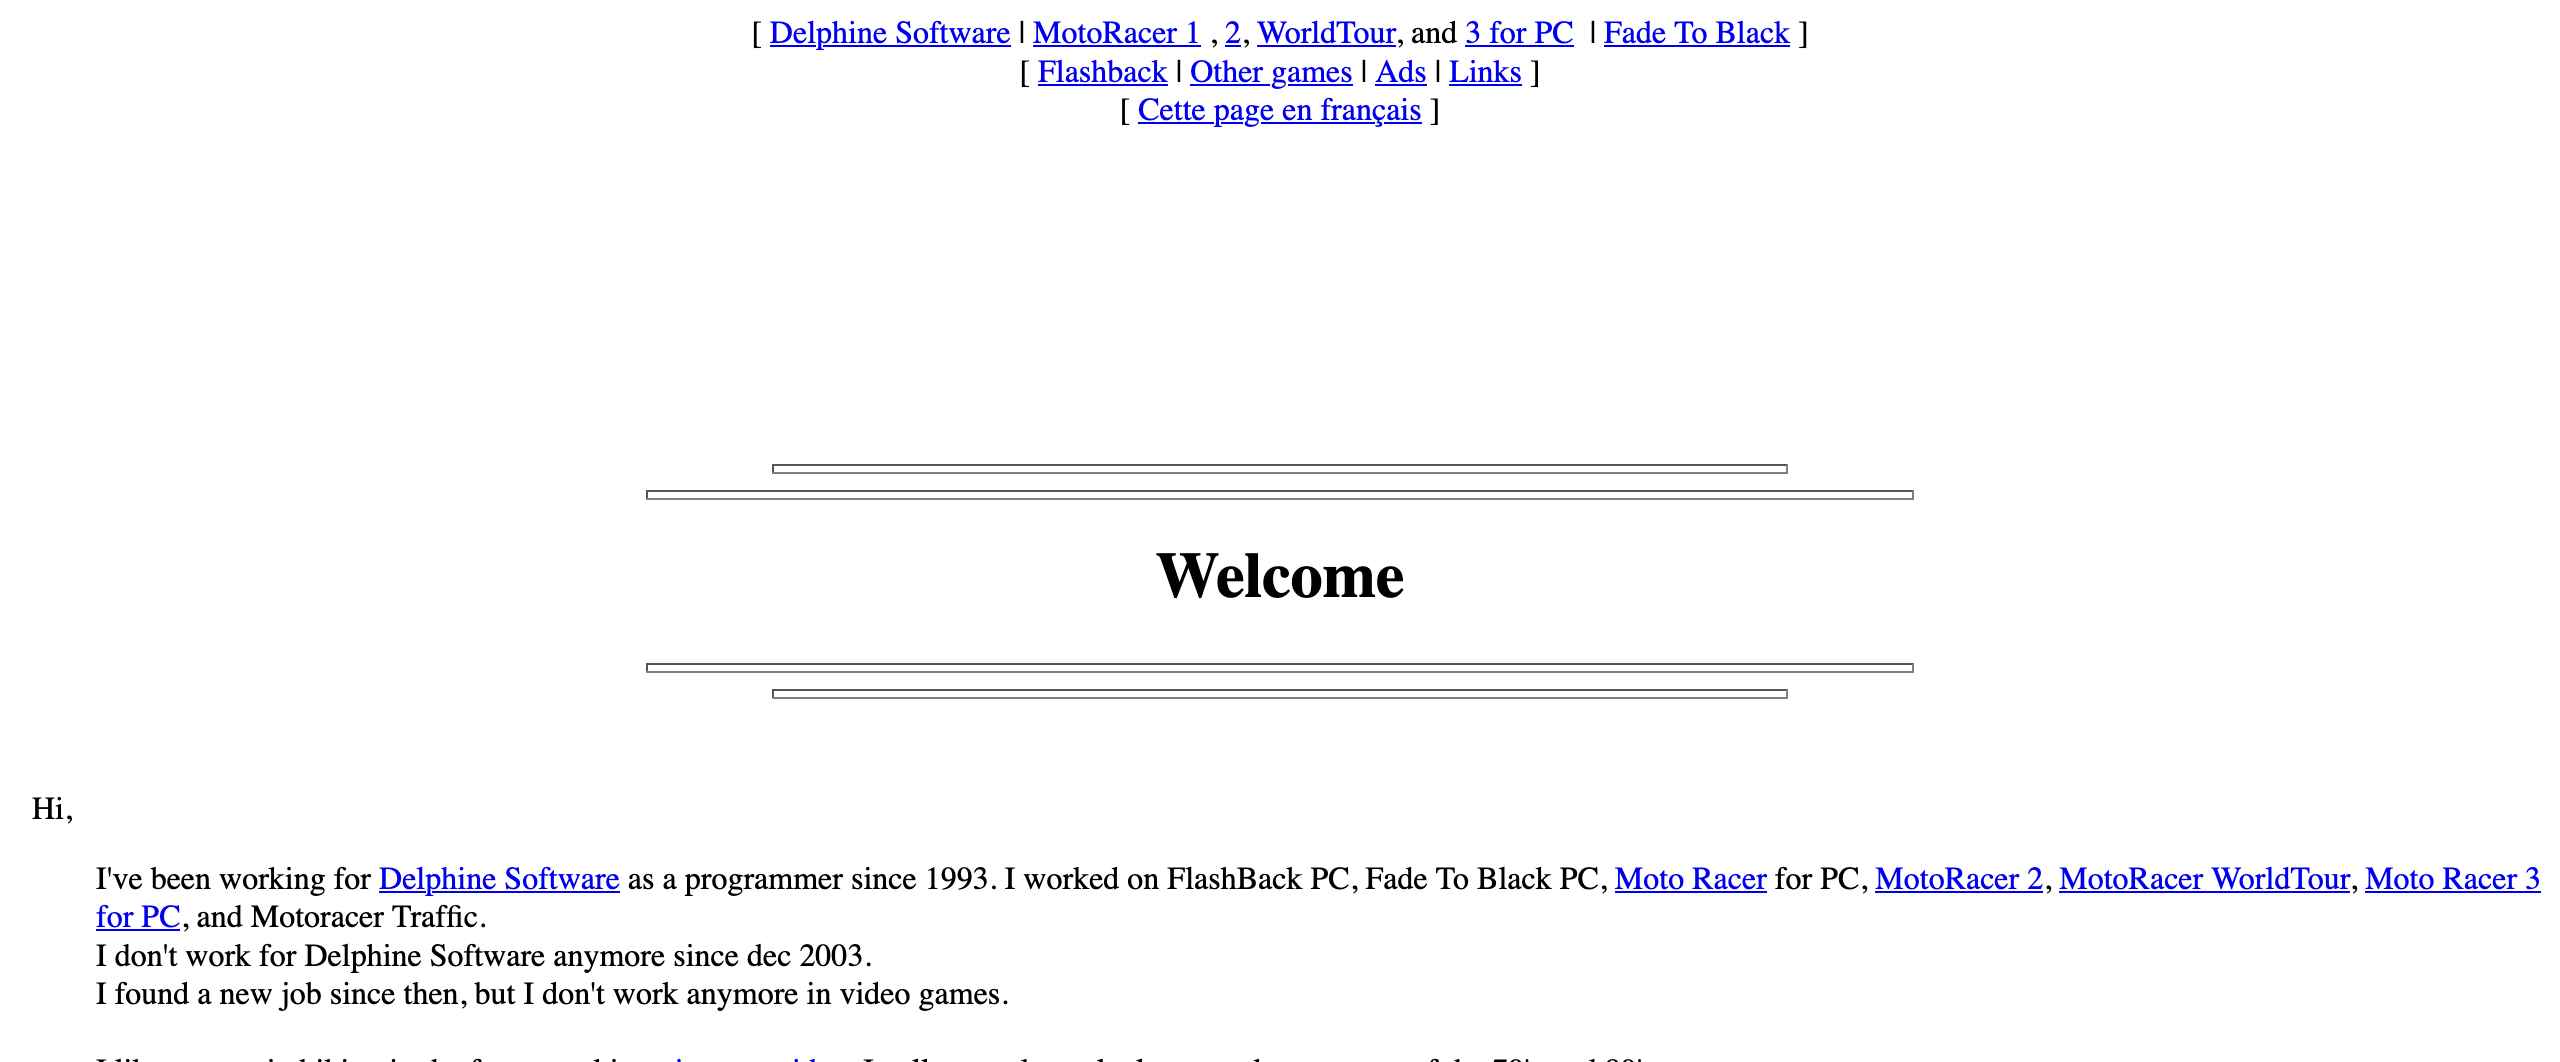 [ Delphine Software | MotoRacer 1 , 2, WorldTour, and 3 for PC | Fade To Black ]
[ Flashback | Other games | Ads | Links ]
[ Cette page en français ]
Welcome
Hi,
I've been working for Delphine Software as a programmer since 1993. I worked on FlashBack PC, Fade To Black PC, Moto Racer for PC, MotoRacer 2, MotoRacer WorldTour, Moto Racer 3
for PC, and Motoracer Traffic.
I don't work for Delphine Software anymore since dec 2003.
I found a new job since then, but I don't work anymore in video games.